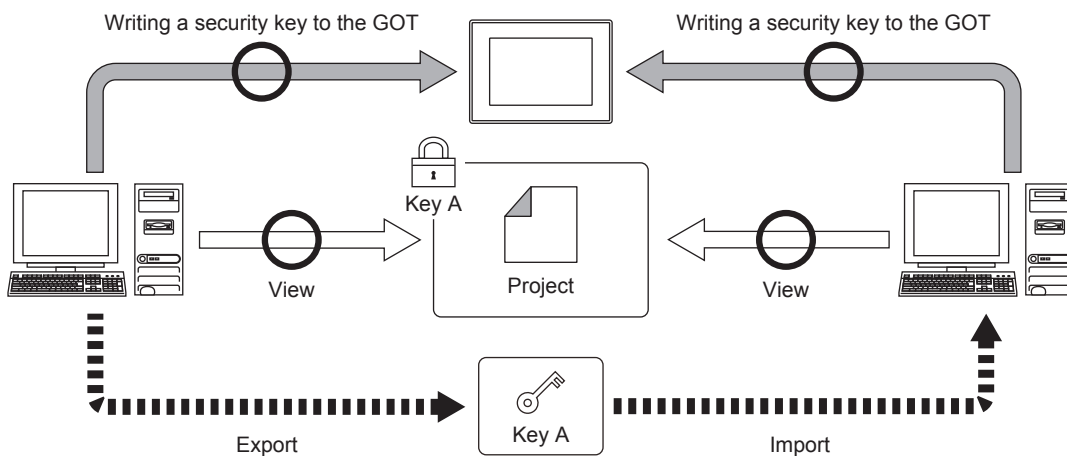 Writing a security key to the GOT
Writing a security key to the GOT
Key A
Project
View
View
Key A
Export
Import